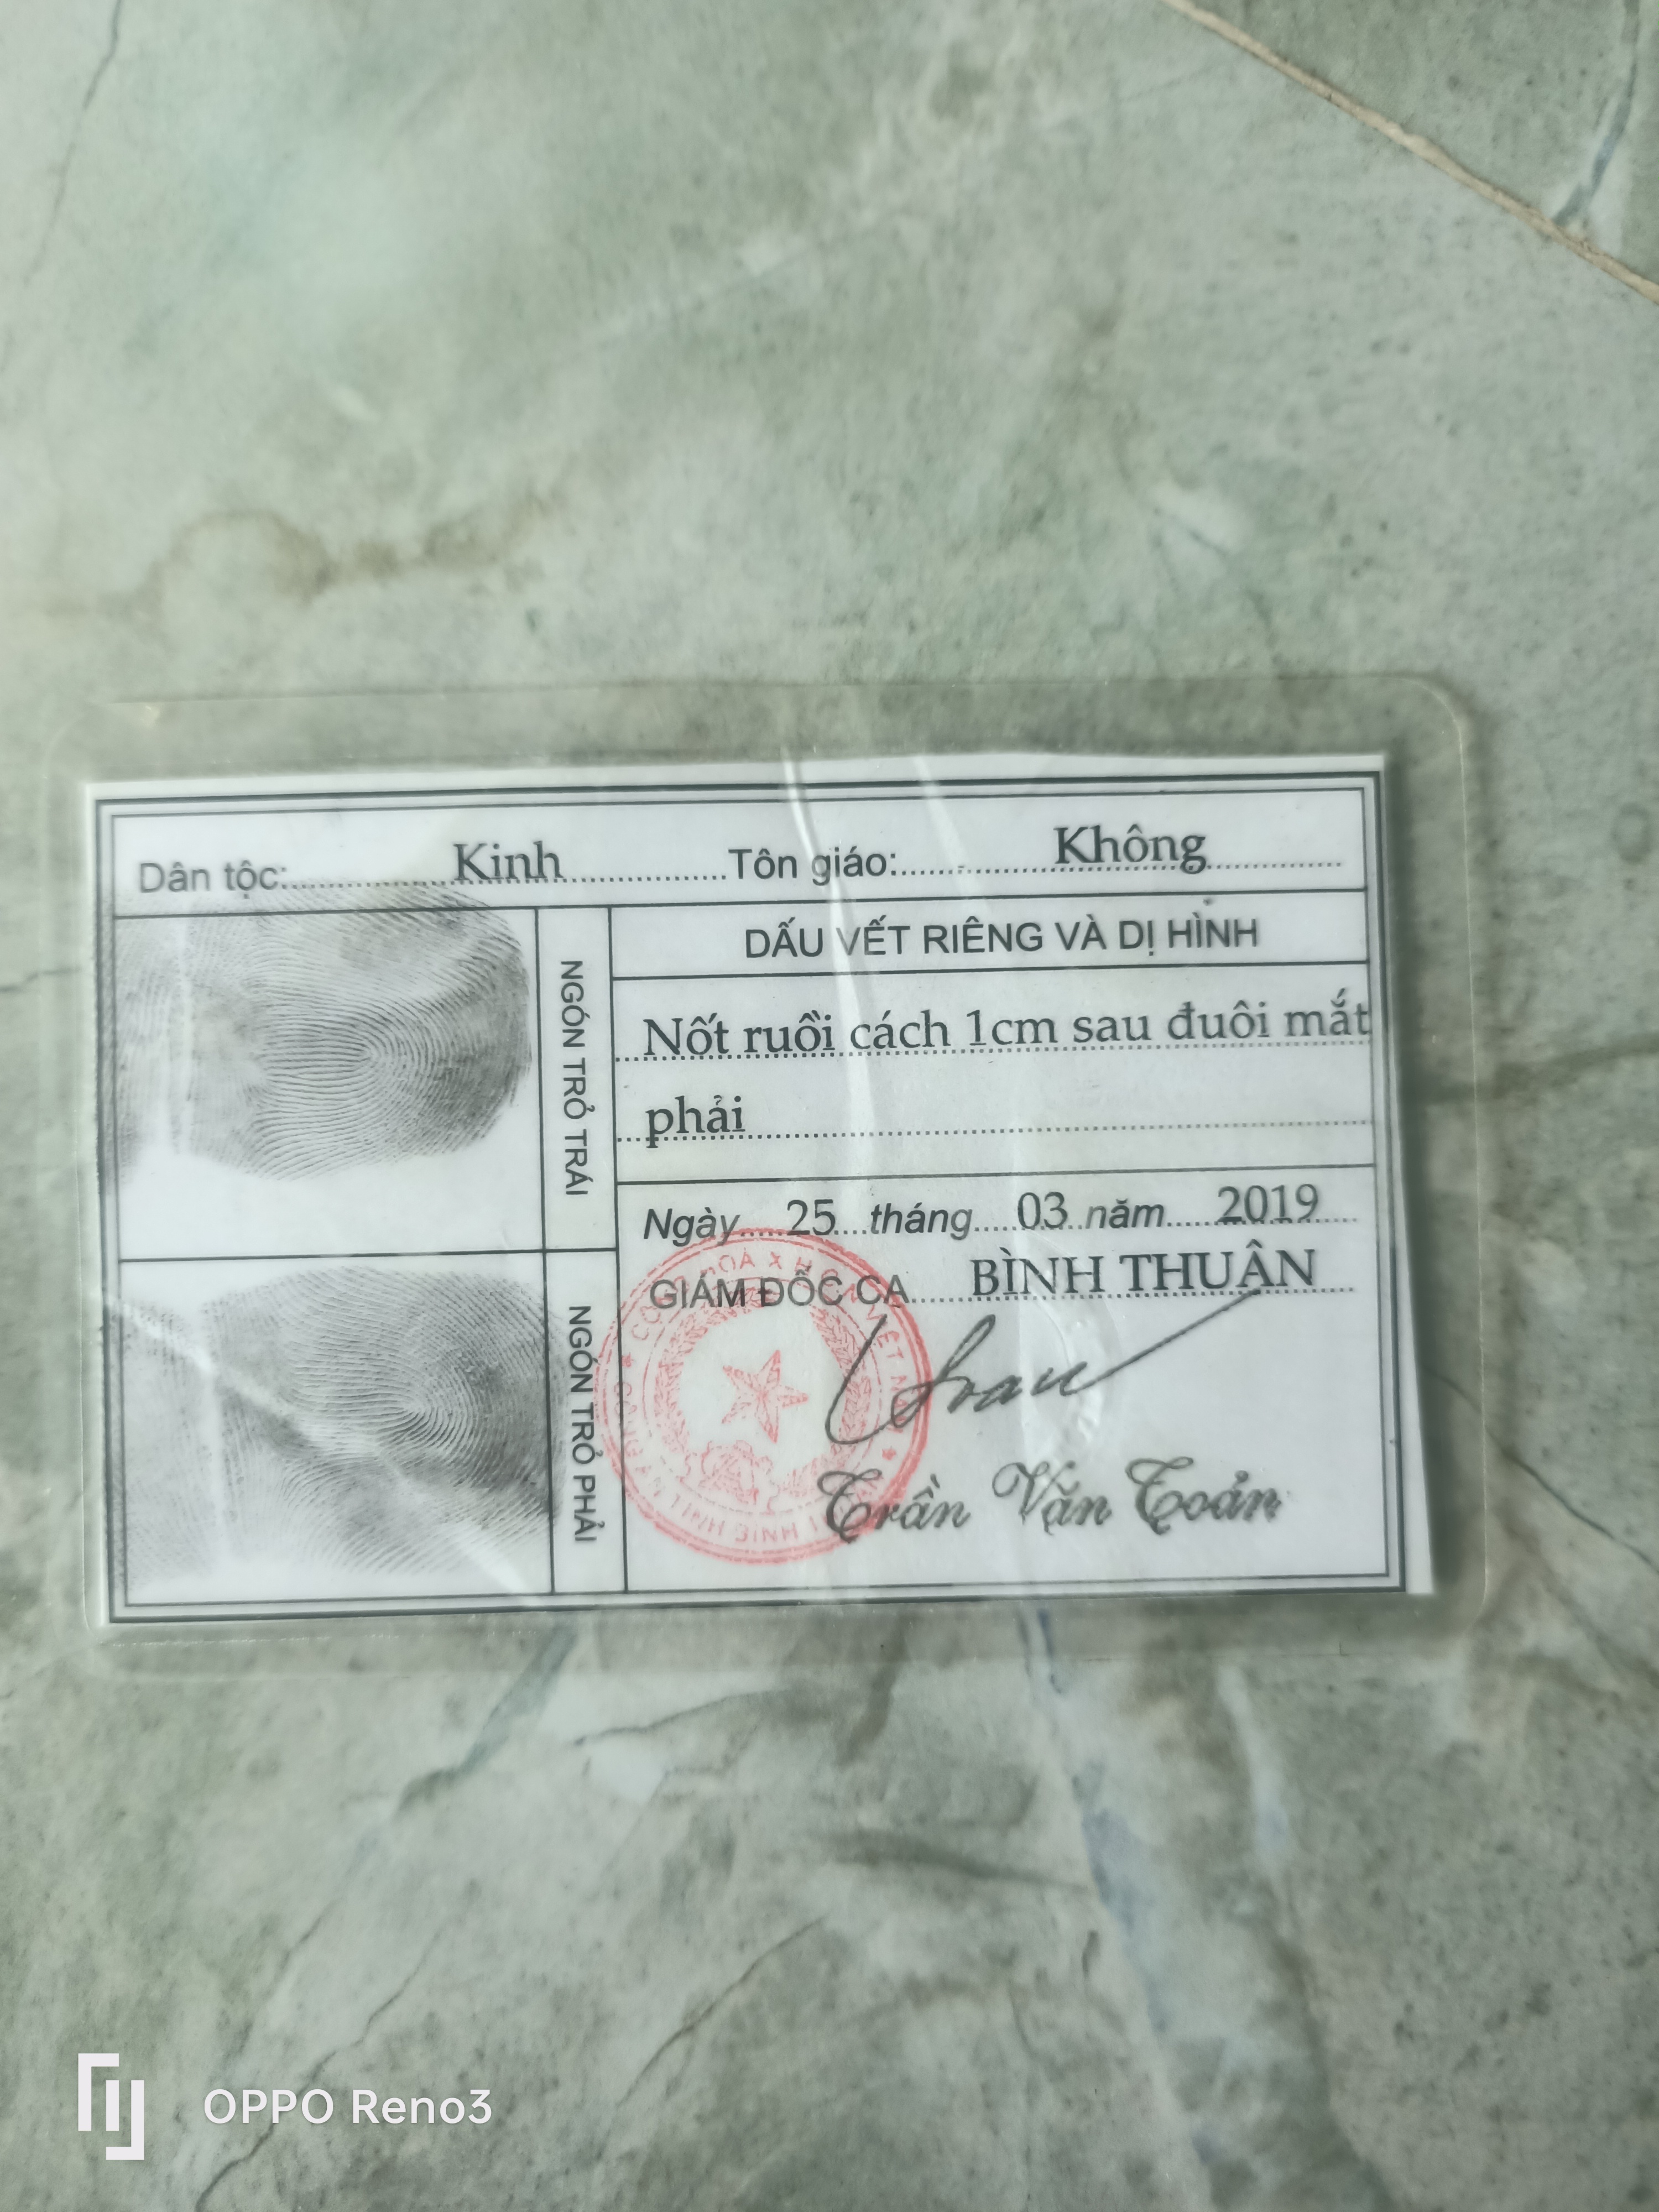 Dân tộc: Kinh Tôn giáo: Không
NGÓN TRỎ TRÁI
DẤU VẾT RIÊNG VÀ DỊ HÌNH
Nốt ruồi cách 1cm sau đuôi mắt
phải
NGÓN TRỎ PHẢI
Ngày 25 tháng 03 năm 2019
GIÁM ĐỐC CA BÌNH THUẬN
Trần Văn Toản
OPPO Reno3